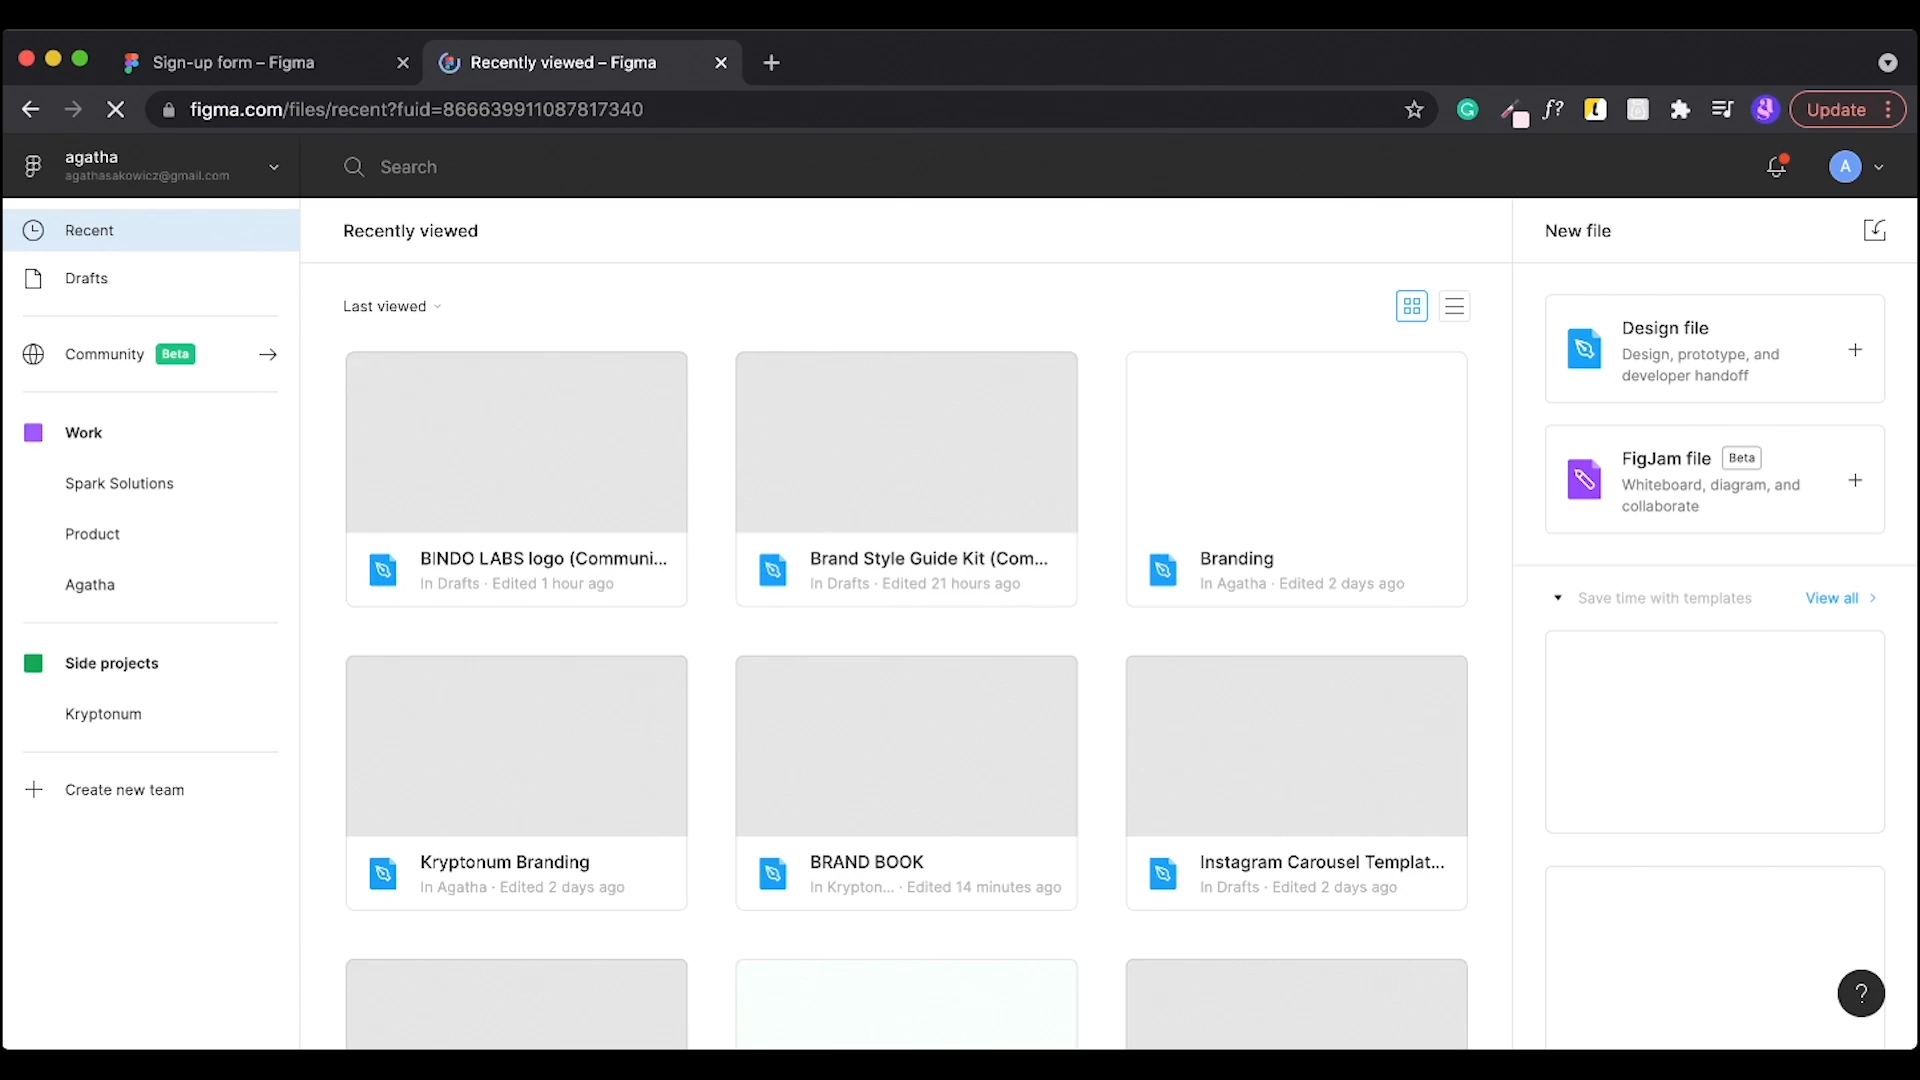 Sign-up form – Figma
Recently viewed – Figma
figma.com/files/recent?fuid=866639911087817340
f?
Update
agatha
agathasakowicz@gmail.com
Search
A
Recent
Drafts
Community Beta
Work
Spark Solutions
Product
Agatha
Side projects
Kryptonum
Create new team
Recently viewed
Last viewed
BINDO LABS logo (Communi...
In Drafts · Edited 1 hour ago
Brand Style Guide Kit (Com...
In Drafts · Edited 21 hours ago
Branding
In Agatha · Edited 2 days ago
Kryptonum Branding
In Agatha · Edited 2 days ago
BRAND BOOK
In Krypton... · Edited 14 minutes ago
Instagram Carousel Templat...
In Drafts · Edited 2 days ago
New file
Design file
Design, prototype, and
developer handoff
FigJam file Beta
Whiteboard, diagram, and
collaborate
Save time with templates
View all
?